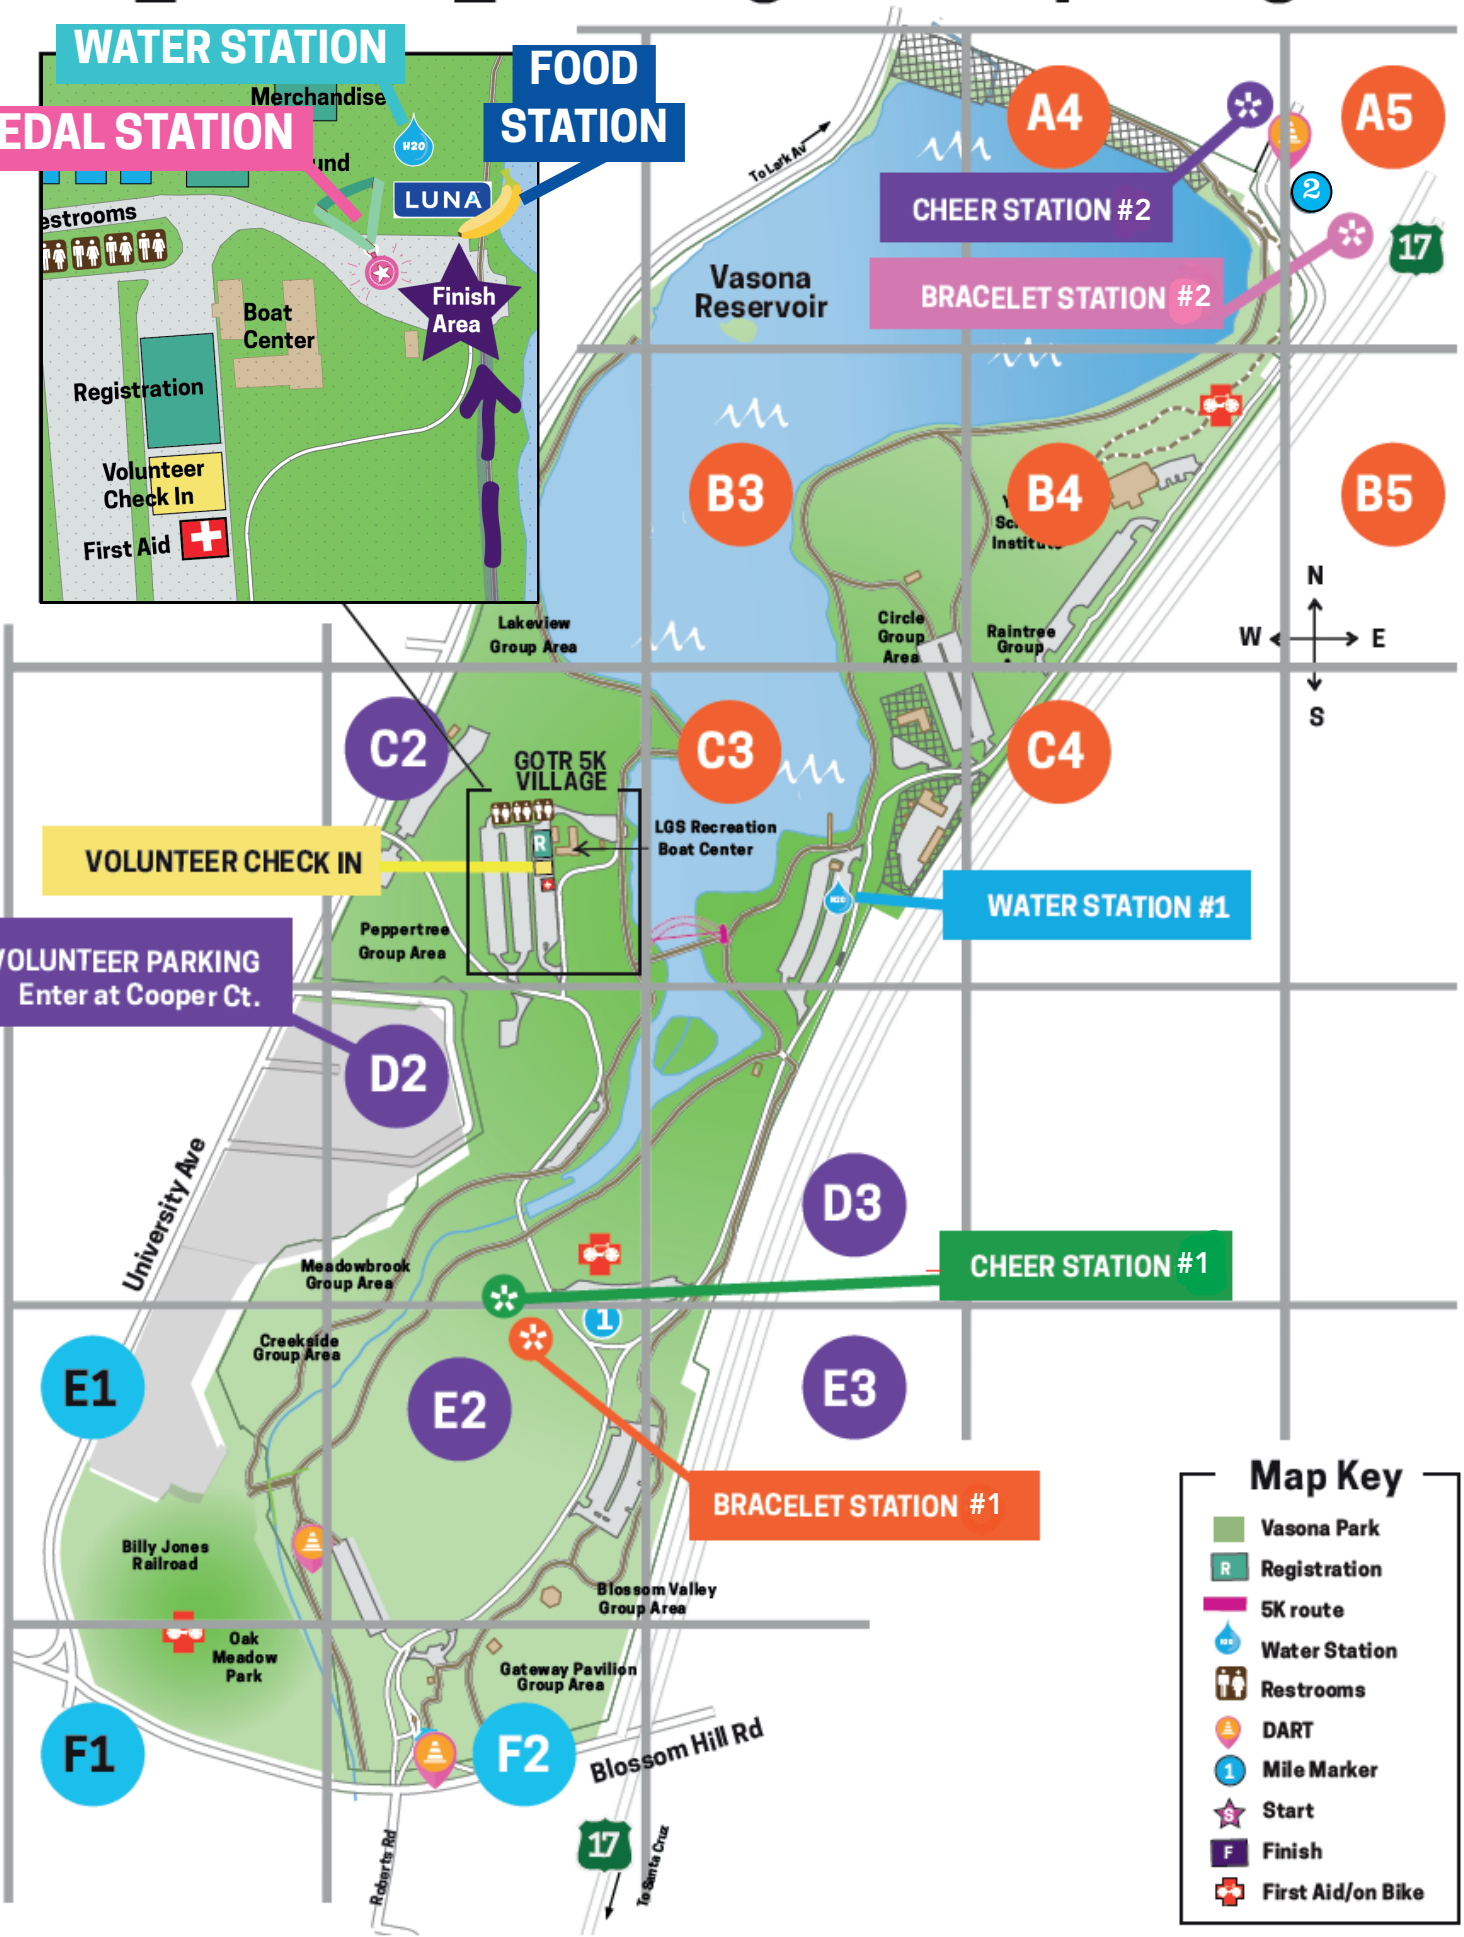 WATER STATION
FOOD
STATION
Merchandise
EDAL STATION
und
H2O
LUNA
estrooms
Finish
Area
Boat
Center
Registration
Volunteer
Check In
First Aid
To Lark Av
A4
A5
2
CHEER STATION #2
17
BRACELET STATION #2
Vasona
Reservoir
B3
B4
B5
Institute
N
W
E
S
Lakeview
Group Area
Circle
Group
Area
Raintree
Group
C2
C3
C4
GOTR 5K
VILLAGE
R
LGS Recreation
Boat Center
VOLUNTEER CHECK IN
H2O
WATER STATION #1
Peppertree
Group Area
VOLUNTEER PARKING
Enter at Cooper Ct.
D2
University Ave
D3
Meadowbrook
Group Area
CHEER STATION #1
1
Creekside
Group Area
E1
E2
E3
BRACELET STATION #1
Billy Jones
Railroad
Blossom Valley
Group Area
Oak
Meadow
Park
Gateway Pavilion
Group Area
F1
F2
Blossom Hill Rd
17
Roberts Rd
To Santa Cruz
Map Key
Vasona Park
R
Registration
5K route
H2O
Water Station
Restrooms
DART
1
Mile Marker
S
Start
F
Finish
First Aid/on Bike